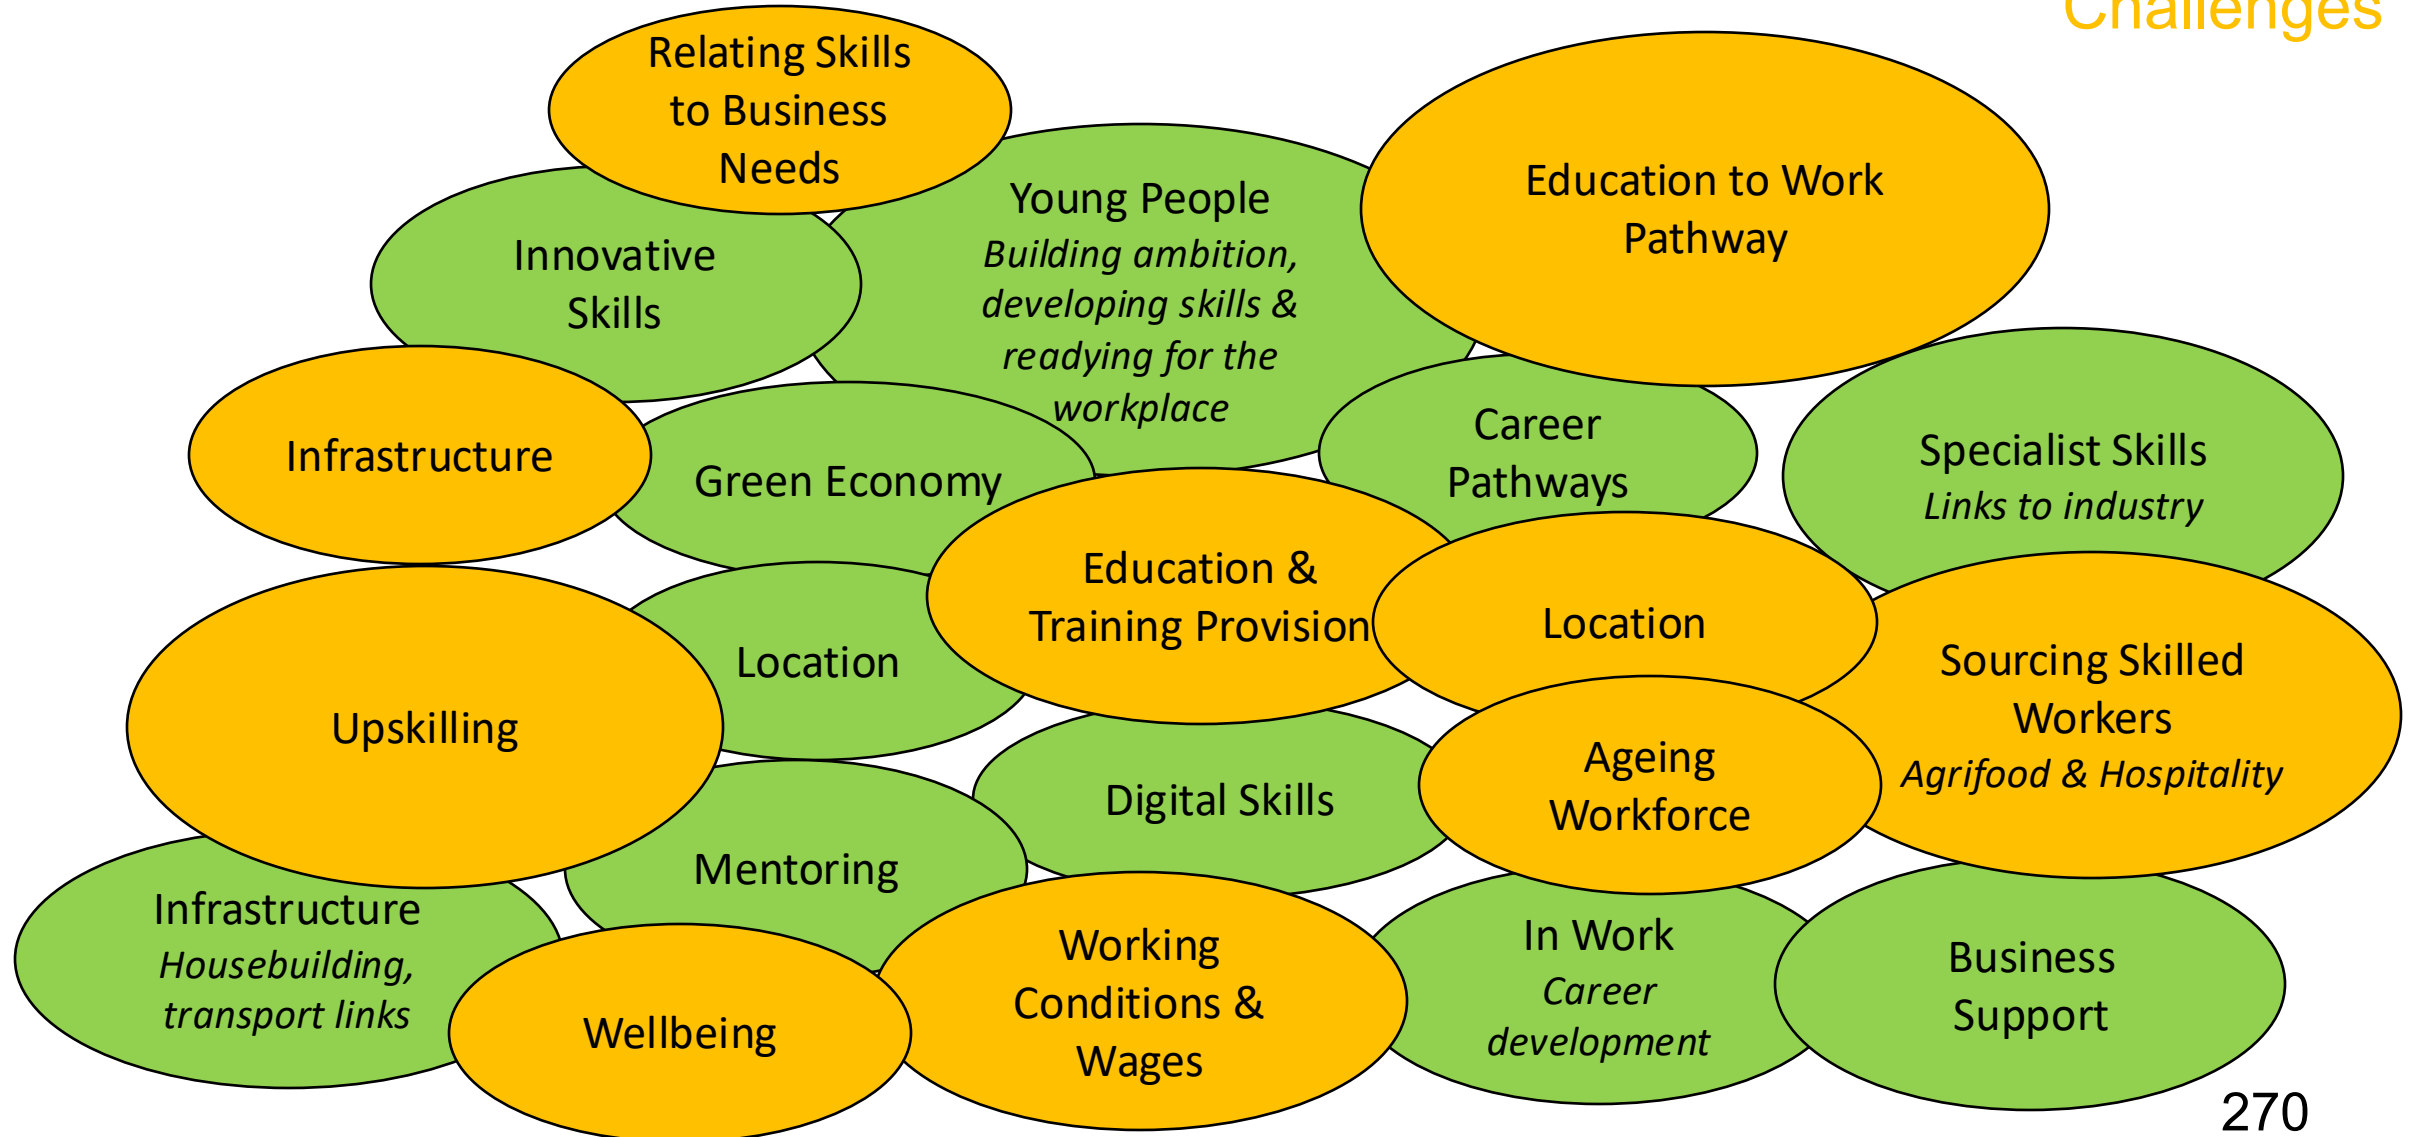 Challenges
Relating Skills
to Business
Needs
Education to Work
Pathway
Young People
Building ambition,
developing skills &
readying for the
workplace
Innovative
Skills
Infrastructure
Green Economy
Career
Pathways
Specialist Skills
Links to industry
Education &
Training Provision
Location
Location
Sourcing Skilled
Workers
Agrifood & Hospitality
Upskilling
Ageing
Workforce
Digital Skills
Mentoring
Infrastructure
Housebuilding,
transport links
Wellbeing
Working
Conditions &
Wages
In Work
Career
development
Business
Support
270